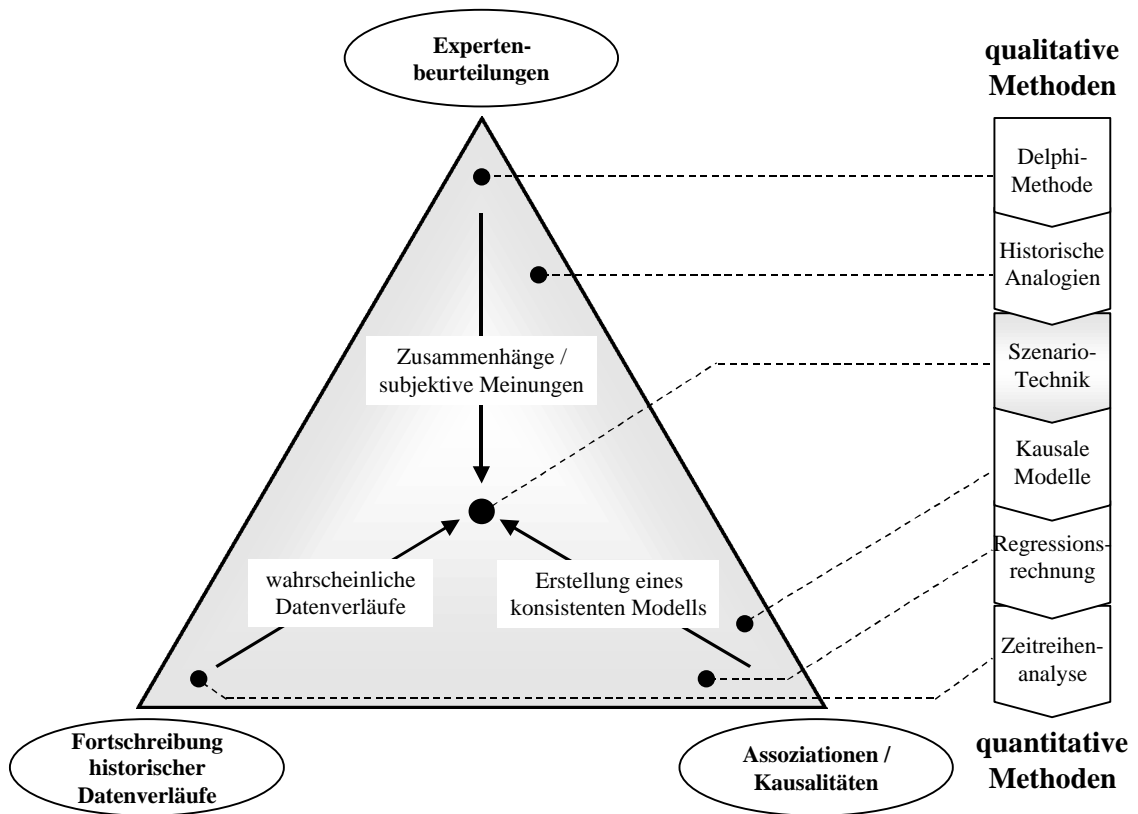 Experten-
beurteilungen
qualitative
Methoden
Delphi-
Methode
Historische
Analogien
Szenario-
Technik
Kausale
Modelle
Regressions-
rechnung
Zeitreihen-
analyse
quantitative
Methoden
Zusammenhänge /
subjektive Meinungen
wahrscheinliche
Datenverläufe
Erstellung eines
konsistenten Modells
Fortschreibung
historischer
Datenverläufe
Assoziationen /
Kausalitäten